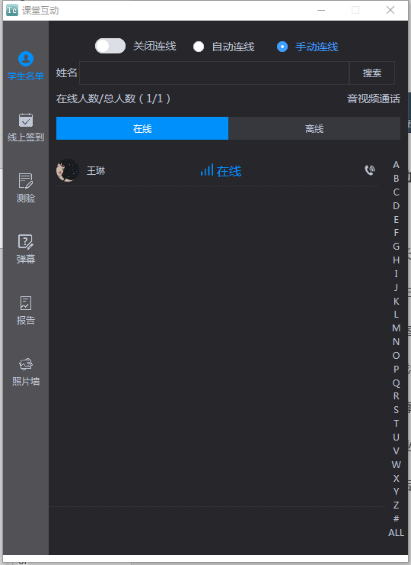 课堂互动
关闭连线 自动连线 手动连线
姓名 搜索
在线人数/总人数（1/1） 音视频通话
在线 离线
王琳 在线
学生名单
线上签到
测验
弹幕
报告
照片墙
A
B
C
D
E
F
G
H
I
J
K
L
M
N
O
P
Q
R
S
T
U
V
W
X
Y
Z
#
ALL